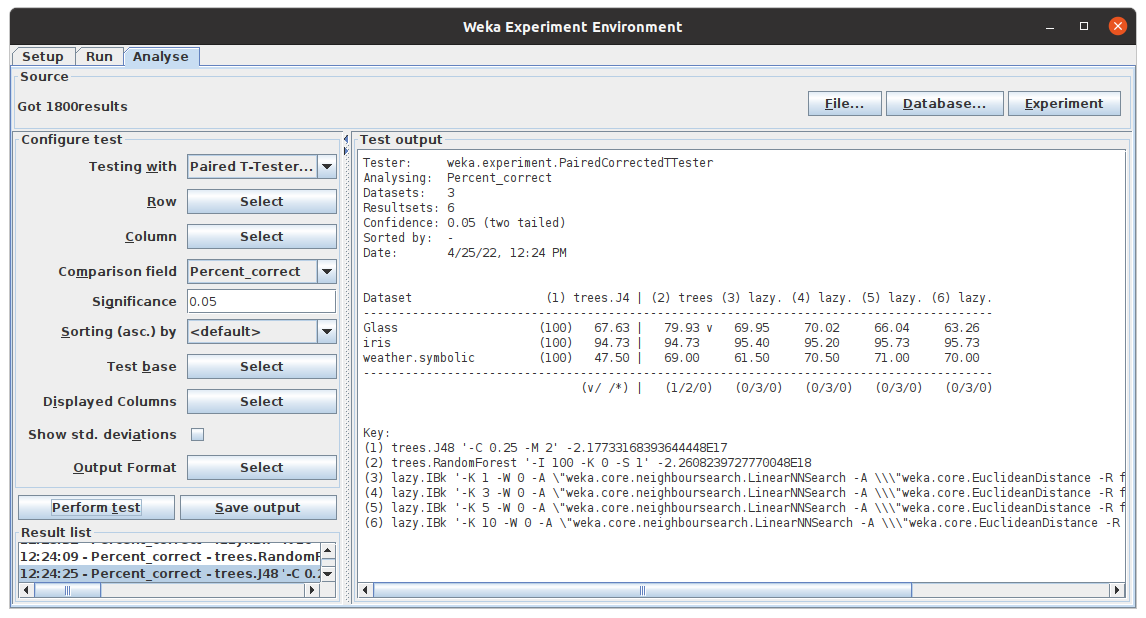 Weka Experiment Environment
Setup Run Analyse
Source
Got 1800results
File... Database... Experiment
Configure test
Testing with Paired T-Tester...
Row Select
Column Select
Comparison field Percent_correct
Significance 0.05
Sorting (asc.) by <default>
Test base Select
Displayed Columns Select
Show std. deviations
Output Format Select
Perform test Save output
Result list
12:24:09 - Percent_correct - trees.RandomF
12:24:25 - Percent_correct - trees.J48 '-C 0.2
Test output
Tester: weka.experiment.PairedCorrectedTTester
Analysing: Percent_correct
Datasets: 3
Resultsets: 6
Confidence: 0.05 (two tailed)
Sorted by: -
Date: 4/25/22, 12:24 PM
Dataset (1) trees.J4 | (2) trees (3) lazy. (4) lazy. (5) lazy. (6) lazy.
--------------------------------------------------------------------------------
Glass (100) 67.63 | 79.93 v 69.95 70.02 66.04 63.26
iris (100) 94.73 | 94.73 95.40 95.20 95.73 95.73
weather.symbolic (100) 47.50 | 69.00 61.50 70.50 71.00 70.00
--------------------------------------------------------------------------------
(v/ /*) | (1/2/0) (0/3/0) (0/3/0) (0/3/0) (0/3/0)
Key:
(1) trees.J48 '-C 0.25 -M 2' -2.17733168393644448E17
(2) trees.RandomForest '-I 100 -K 0 -S 1' -2.2608239727770048E18
(3) lazy.IBk '-K 1 -W 0 -A \"weka.core.neighboursearch.LinearNNSearch -A \\\"weka.core.EuclideanDistance -R f
(4) lazy.IBk '-K 3 -W 0 -A \"weka.core.neighboursearch.LinearNNSearch -A \\\"weka.core.EuclideanDistance -R f
(5) lazy.IBk '-K 5 -W 0 -A \"weka.core.neighboursearch.LinearNNSearch -A \\\"weka.core.EuclideanDistance -R f
(6) lazy.IBk '-K 10 -W 0 -A \"weka.core.neighboursearch.LinearNNSearch -A \\\"weka.core.EuclideanDistance -R